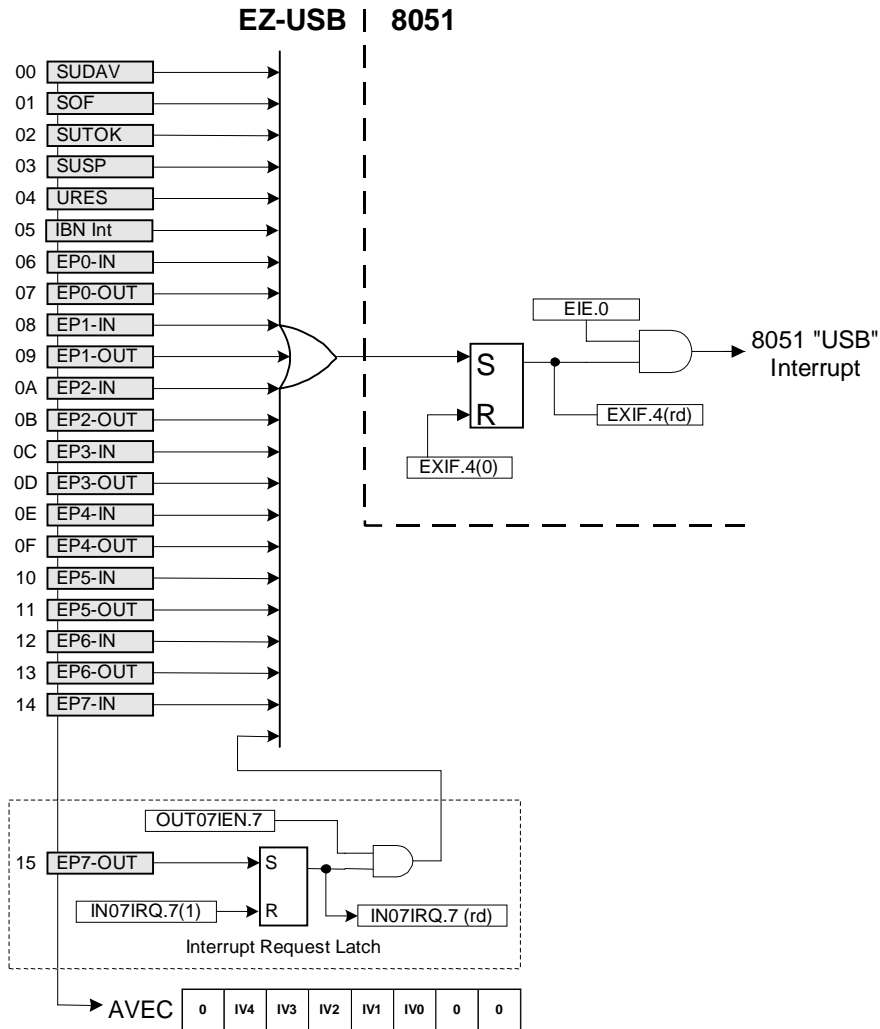 EZ-USB 8051
00 SUDAV
01 SOF
02 SUTOK
03 SUSP
04 URES
05 IBN Int
06 EP0-IN
07 EP0-OUT
08 EP1-IN
09 EP1-OUT
0A EP2-IN
0B EP2-OUT
0C EP3-IN
0D EP3-OUT
0E EP4-IN
0F EP4-OUT
10 EP5-IN
11 EP5-OUT
12 EP6-IN
13 EP6-OUT
14 EP7-IN
EIE.0
S
R
8051 "USB"
Interrupt
EXIF.4(rd)
EXIF.4(0)
OUT07IEN.7
15 EP7-OUT
S
R
IN07IRQ.7(1)
IN07IRQ.7 (rd)
Interrupt Request Latch
AVEC 0 IV4 IV3 IV2 IV1 IV0 0 0